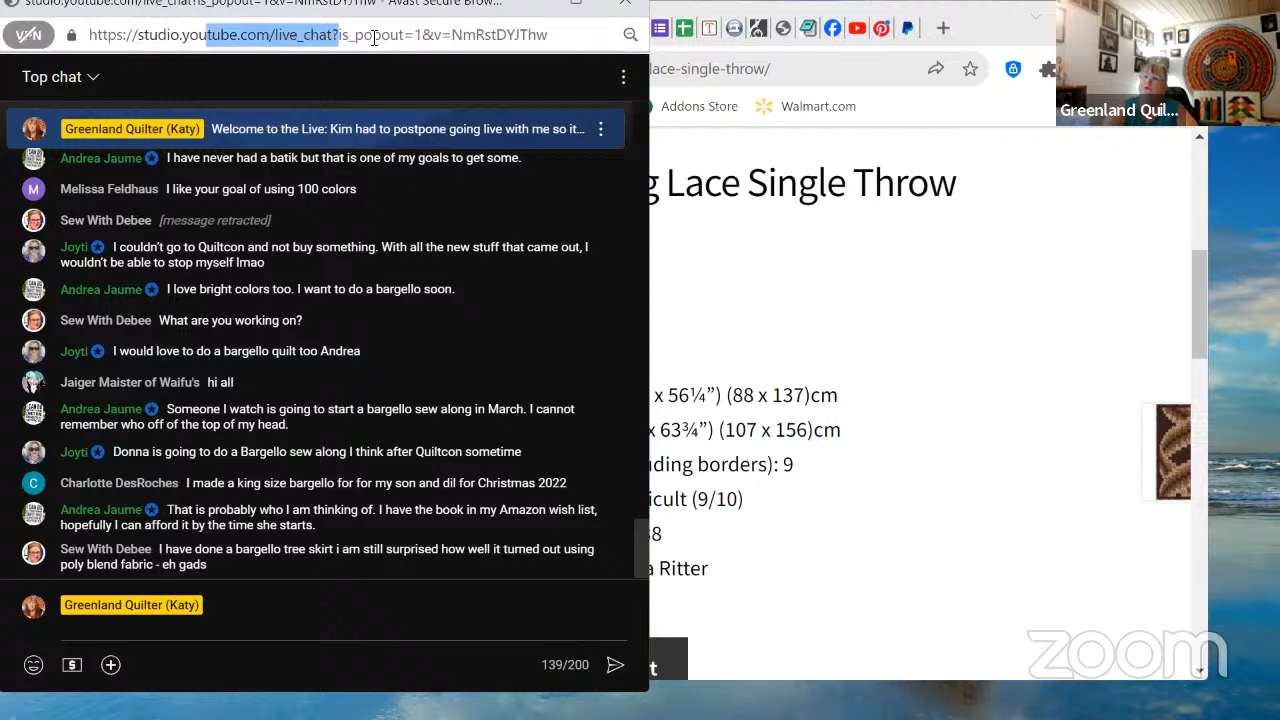 studio.youtube.com/live_chat?is_popout=1&v=NmRstDYJThw - Avast Secure Brow...
VPN
https://studio.youtube.com/live_chat?is_popout=1&v=NmRstDYJThw
lace-single-throw/
Addons Store
Walmart.com
Greenland Quil...
Top chat
Greenland Quilter (Katy) Welcome to the Live: Kim had to postpone going live with me so it...
Andrea Jaume I have never had a batik but that is one of my goals to get some.
M
Melissa Feldhaus I like your goal of using 100 colors
Sew With Debee [message retracted]
Joyti I couldn't go to Quiltcon and not buy something. With all the new stuff that came out, I
wouldn't be able to stop myself lmao
Andrea Jaume I love bright colors too. I want to do a bargello soon.
Sew With Debee What are you working on?
Joyti I would love to do a bargello quilt too Andrea
Jaiger Maister of Waifu's hi all
Andrea Jaume Someone I watch is going to start a bargello sew along in March. I cannot
remember who off of the top of my head.
Joyti Donna is going to do a Bargello sew along I think after Quiltcon sometime
C
Charlotte DesRoches I made a king size bargello for for my son and dil for Christmas 2022
Andrea Jaume That is probably who I am thinking of. I have the book in my Amazon wish list,
hopefully I can afford it by the time she starts.
Sew With Debee I have done a bargello tree skirt i am still surprised how well it turned out using
poly blend fabric - eh gads
Greenland Quilter (Katy)
139/200
g Lace Single Throw
x 56¼”) (88 x 137)cm
x 63¾”) (107 x 156)cm
uding borders): 9
icult (9/10)
8
a Ritter
t
zoom